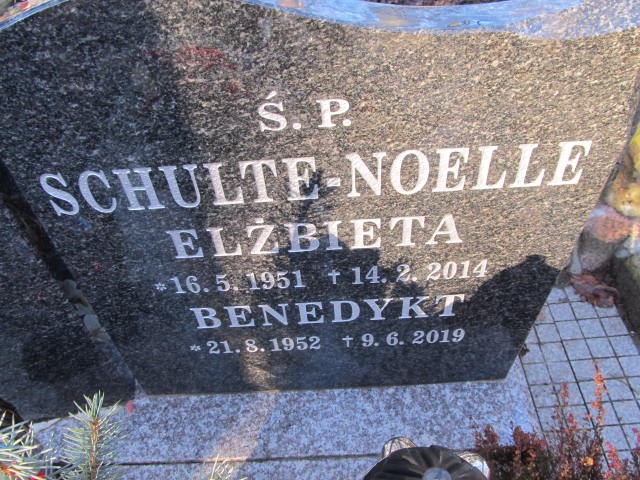 Ś. P.
SCHULTE-NOELLE
ELŻBIETA
*16. 5. 1951 † 14. 2. 2014
BENEDYKT
*21. 8. 1952 † 9. 6. 2019